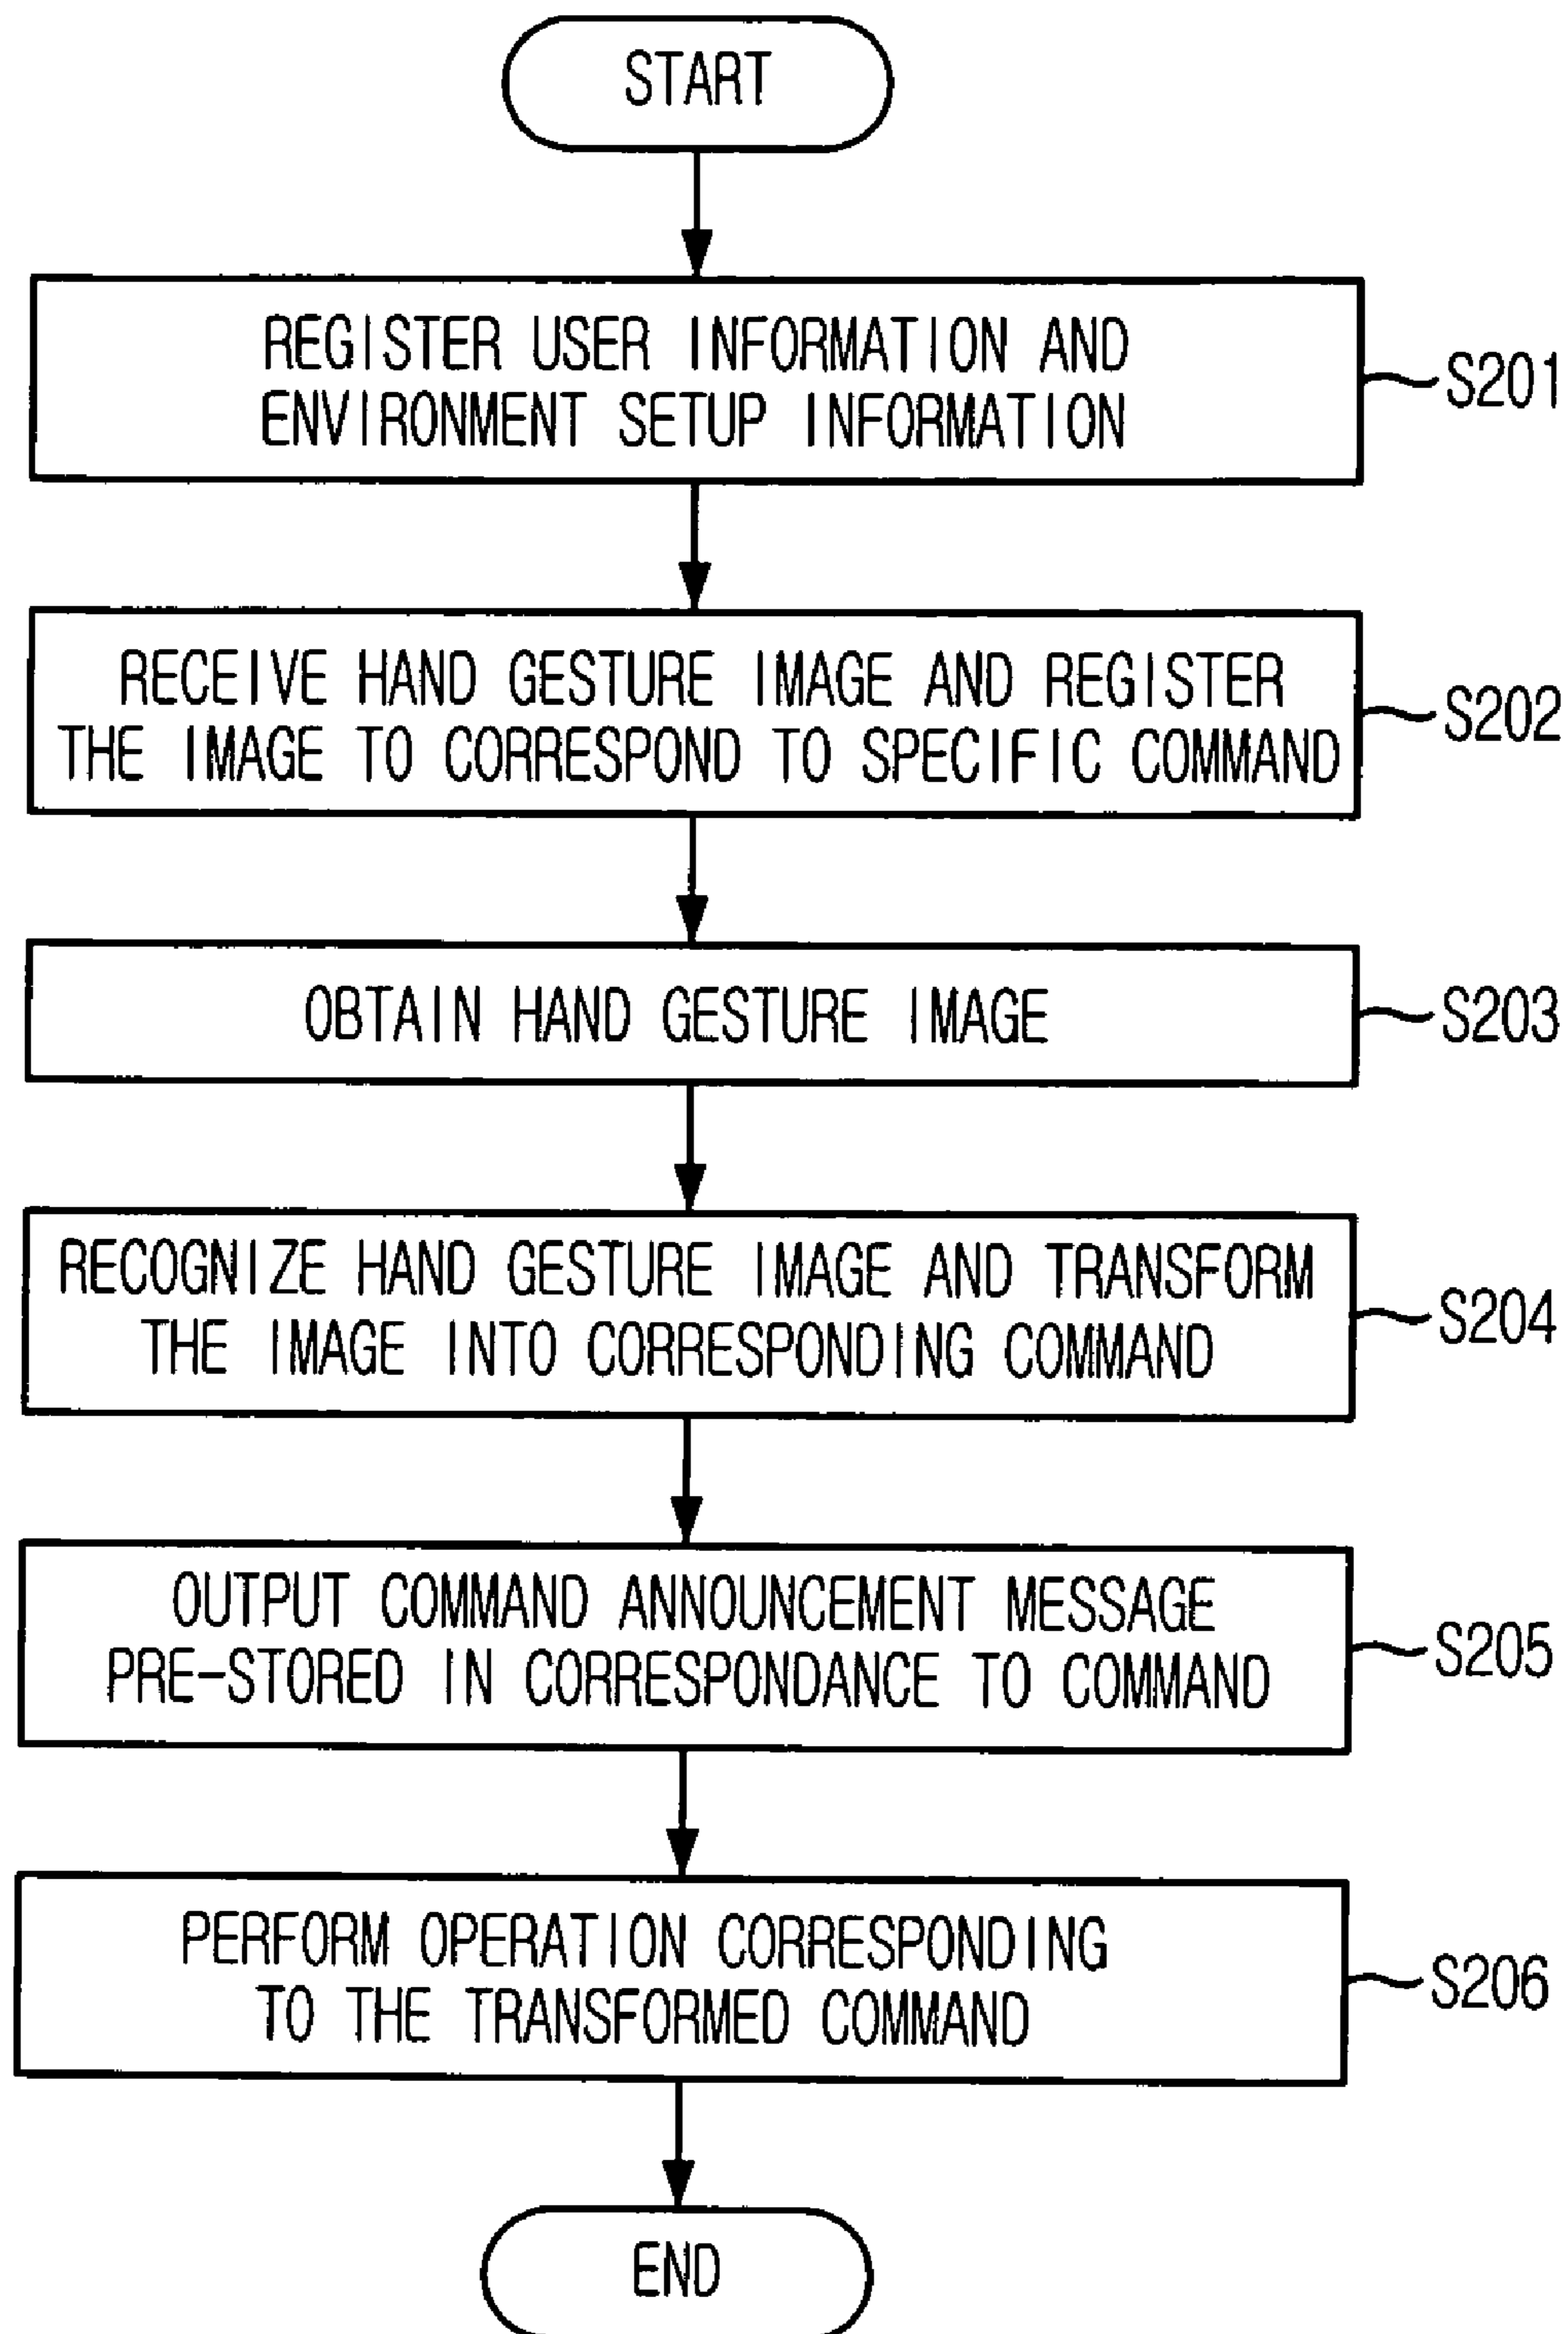 START
REGISTER USER INFORMATION AND
ENVIRONMENT SETUP INFORMATION
S201
RECEIVE HAND GESTURE IMAGE AND REGISTER
THE IMAGE TO CORRESPOND TO SPECIFIC COMMAND
S202
OBTAIN HAND GESTURE IMAGE
S203
RECOGNIZE HAND GESTURE IMAGE AND TRANSFORM
THE IMAGE INTO CORRESPONDING COMMAND
S204
OUTPUT COMMAND ANNOUNCEMENT MESSAGE
PRE-STORED IN CORRESPONDANCE TO COMMAND
S205
PERFORM OPERATION CORRESPONDING
TO THE TRANSFORMED COMMAND
S206
END